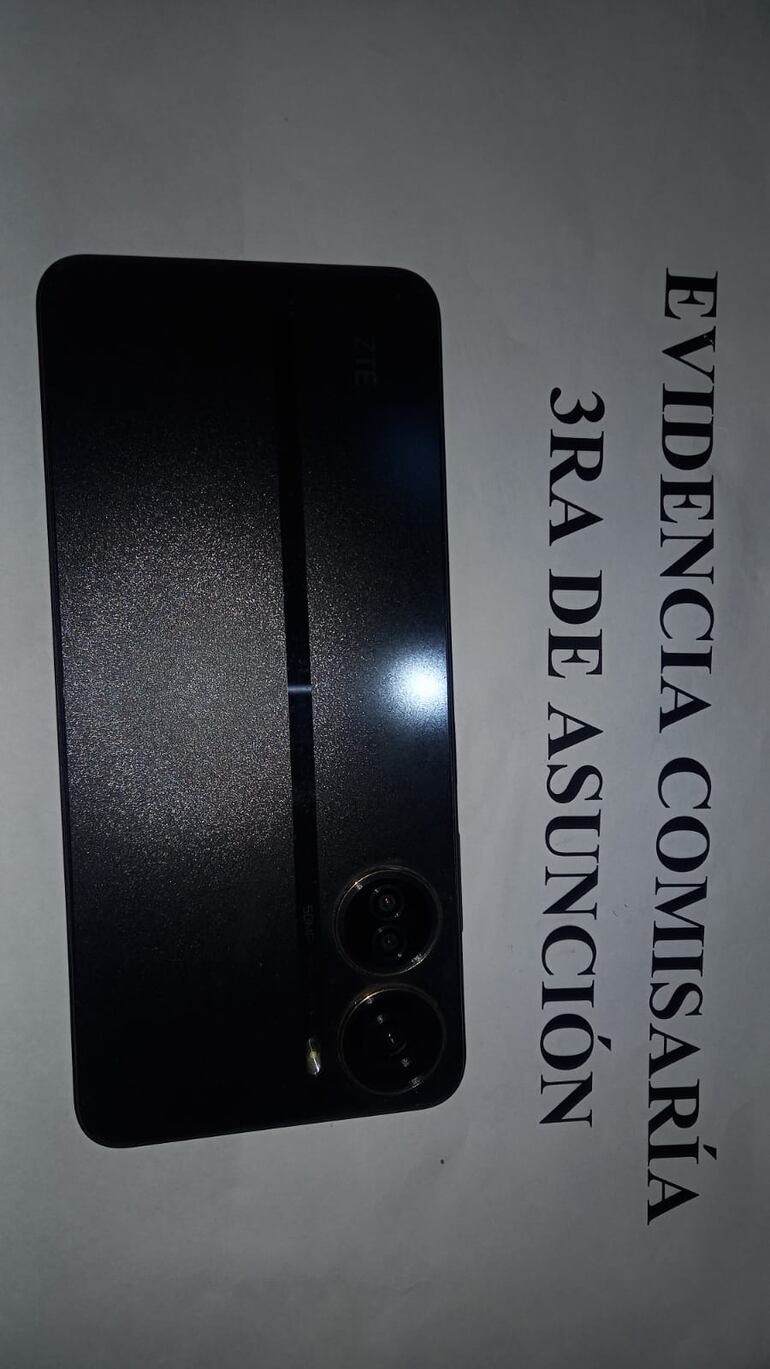 EVIDENCIA COMISARÍA
3RA DE ASUNCIÓN
ZTE
50MP